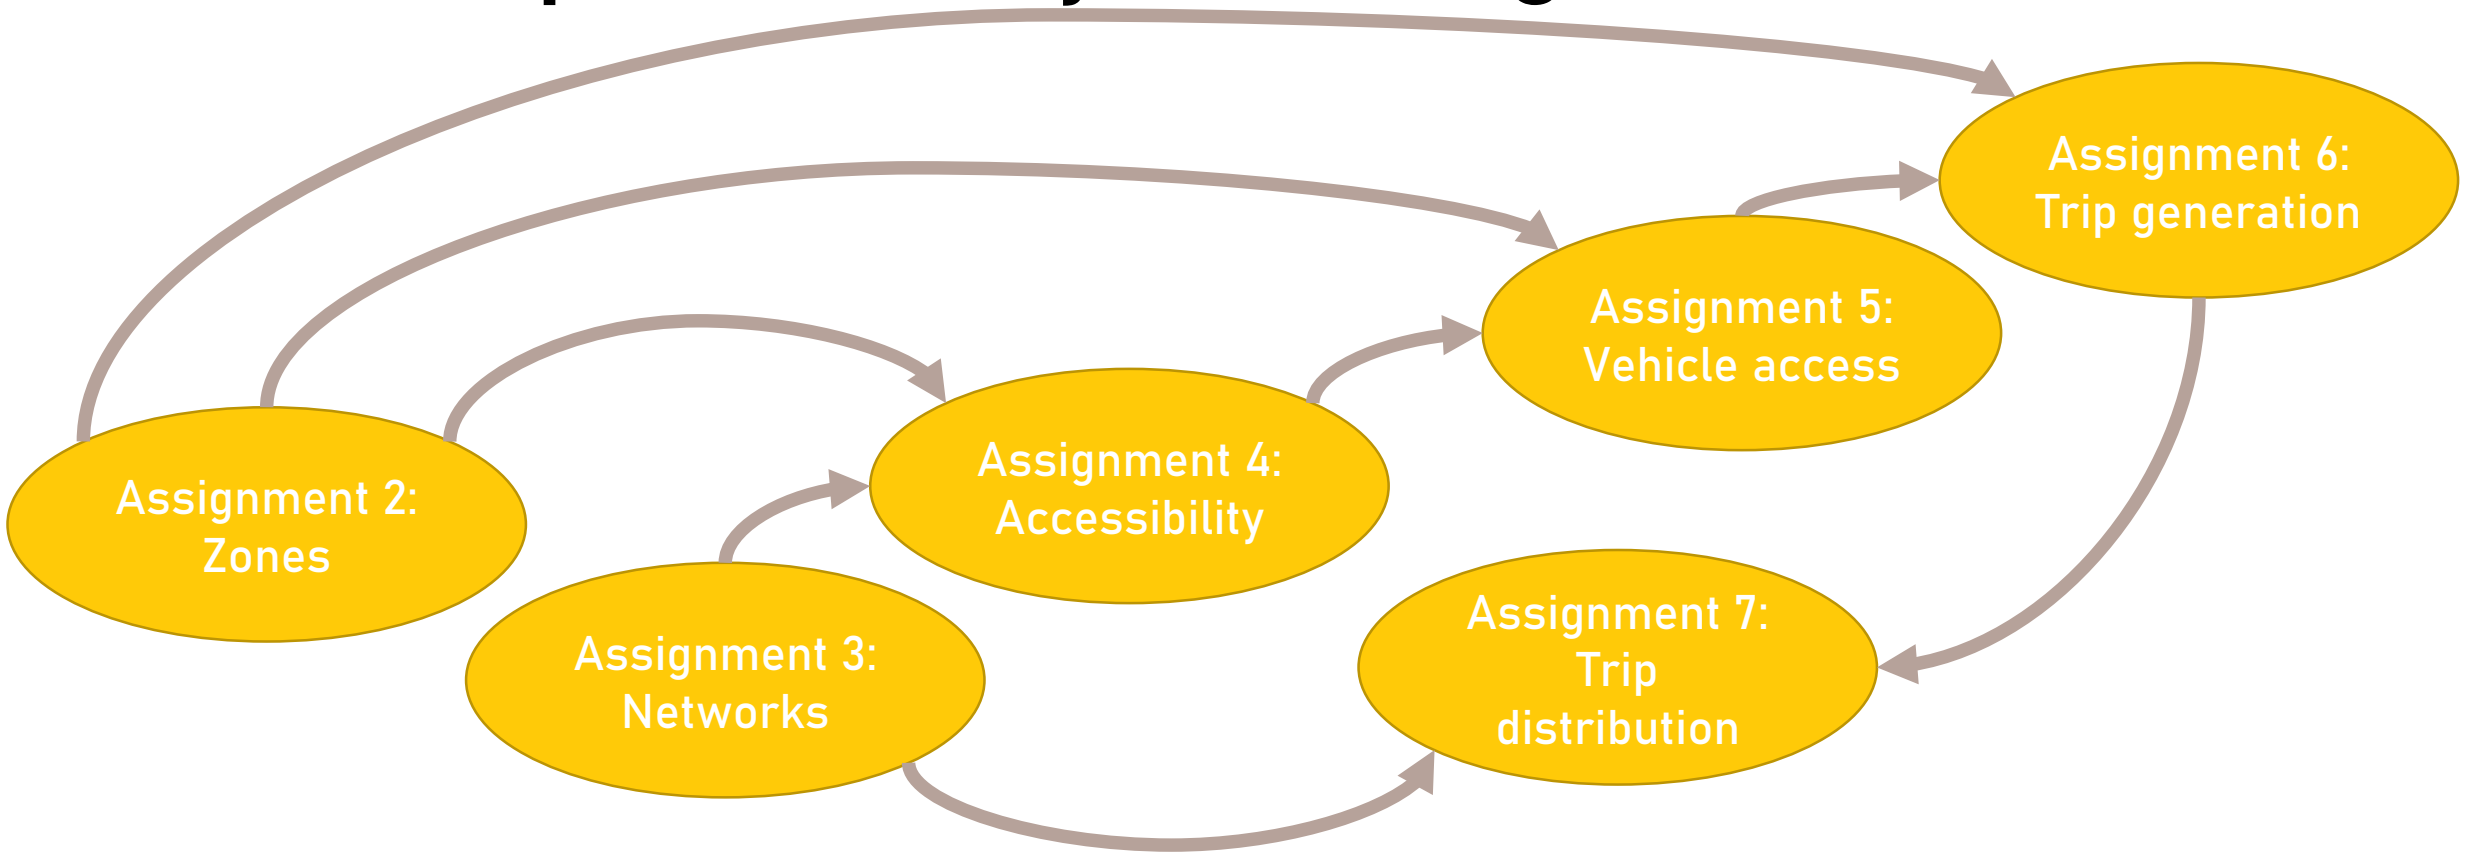 Assignment 6:
Trip generation
Assignment 5:
Vehicle access
Assignment 4:
Accessibility
Assignment 2:
Zones
Assignment 3:
Networks
Assignment 7:
Trip
distribution